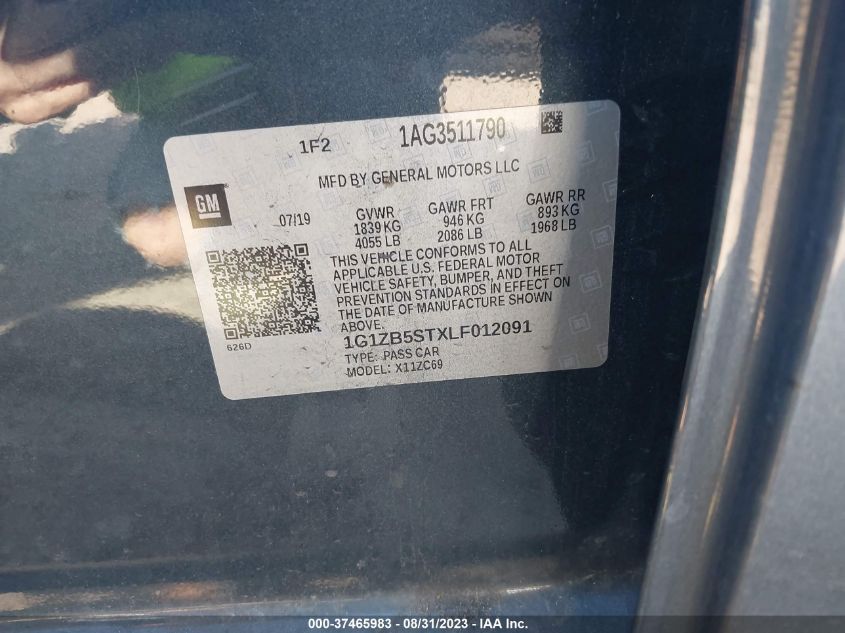 1F2 1AG3511790
MFD BY GENERAL MOTORS LLC
GM
07/19 GVWR GAWR FRT GAWR RR
1839 KG 946 KG 893 KG
4055 LB 2086 LB 1968 LB
THIS VEHICLE CONFORMS TO ALL
APPLICABLE U.S. FEDERAL MOTOR
VEHICLE SAFETY, BUMPER, AND THEFT
PREVENTION STANDARDS IN EFFECT ON
THE DATE OF MANUFACTURE SHOWN
ABOVE.
626D
1G1ZB5STXLF012091
TYPE: PASS CAR
MODEL: X11ZC69
000-37465983 - 08/31/2023 - IAA Inc.